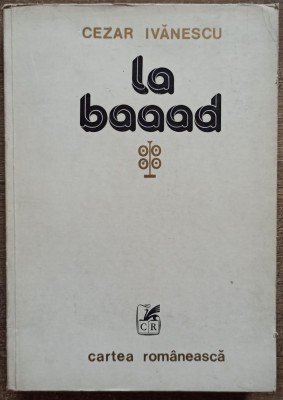 CEZAR IVĂNESCU
la
baaad
CR
cartea românească